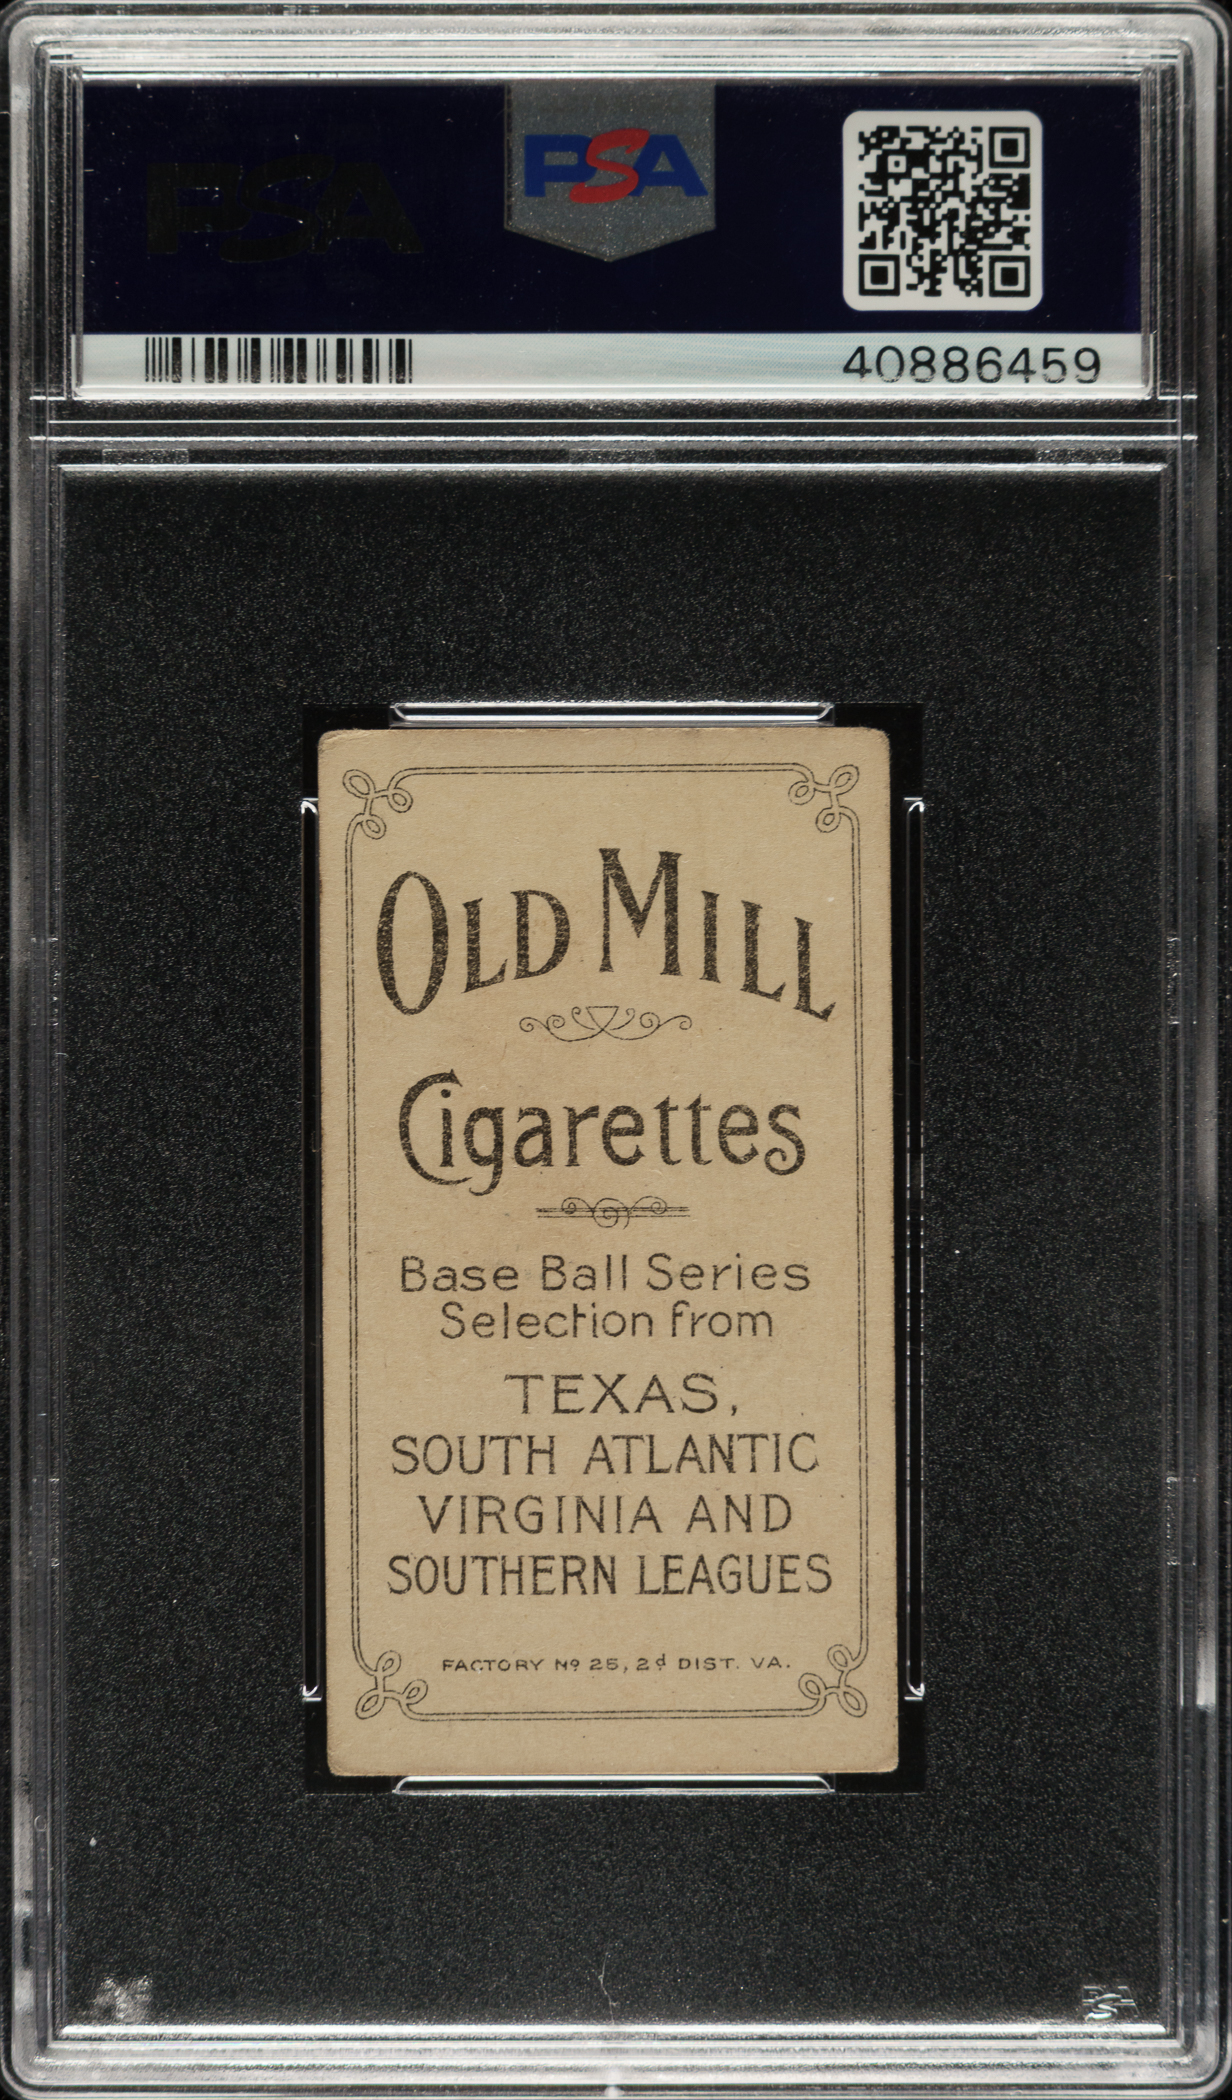 PSA
PSA
40886459
OLD MILL
Cigarettes
Base Ball Series
Selection from
TEXAS,
SOUTH ATLANTIC
VIRGINIA AND
SOUTHERN LEAGUES
FACTORY Nº 25, 2d DIST. VA.
PSA